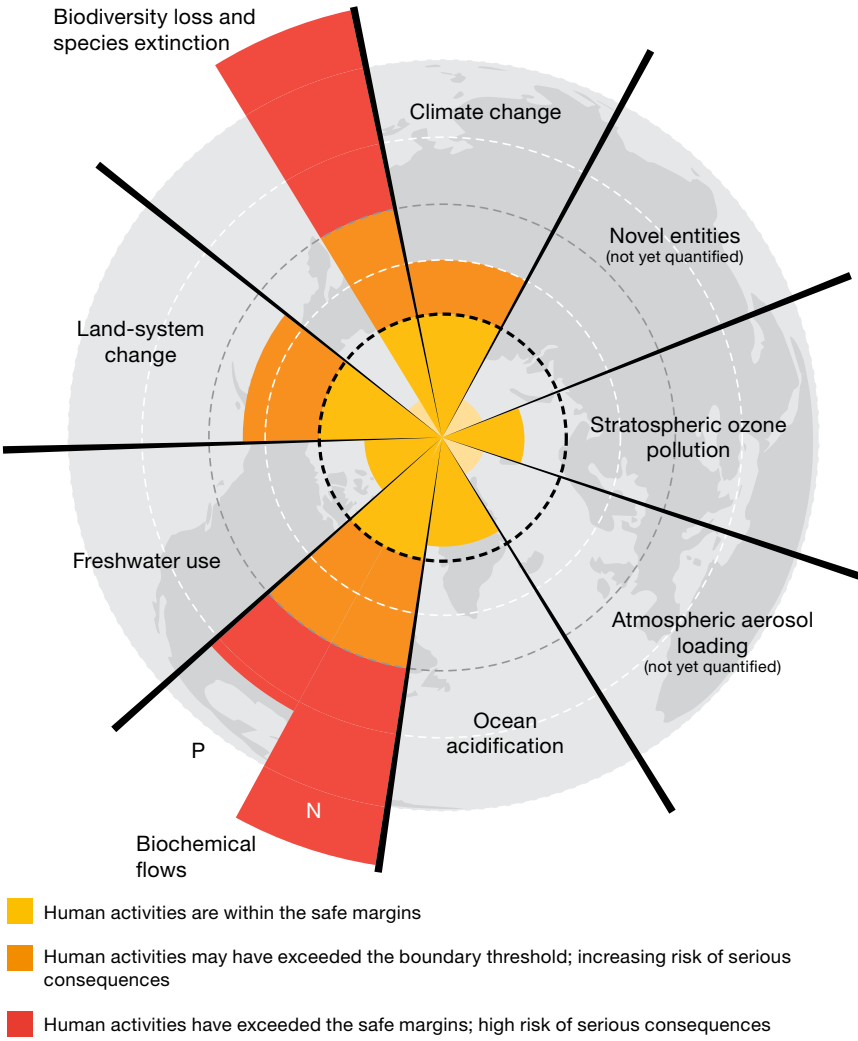 Biodiversity loss and
species extinction
Climate change
Novel entities
(not yet quantified)
Land-system
change
Stratospheric ozone
pollution
Freshwater use
Atmospheric aerosol
loading
(not yet quantified)
Ocean
acidification
P
N
Biochemical
flows
Human activities are within the safe margins
Human activities may have exceeded the boundary threshold; increasing risk of serious
consequences
Human activities have exceeded the safe margins; high risk of serious consequences